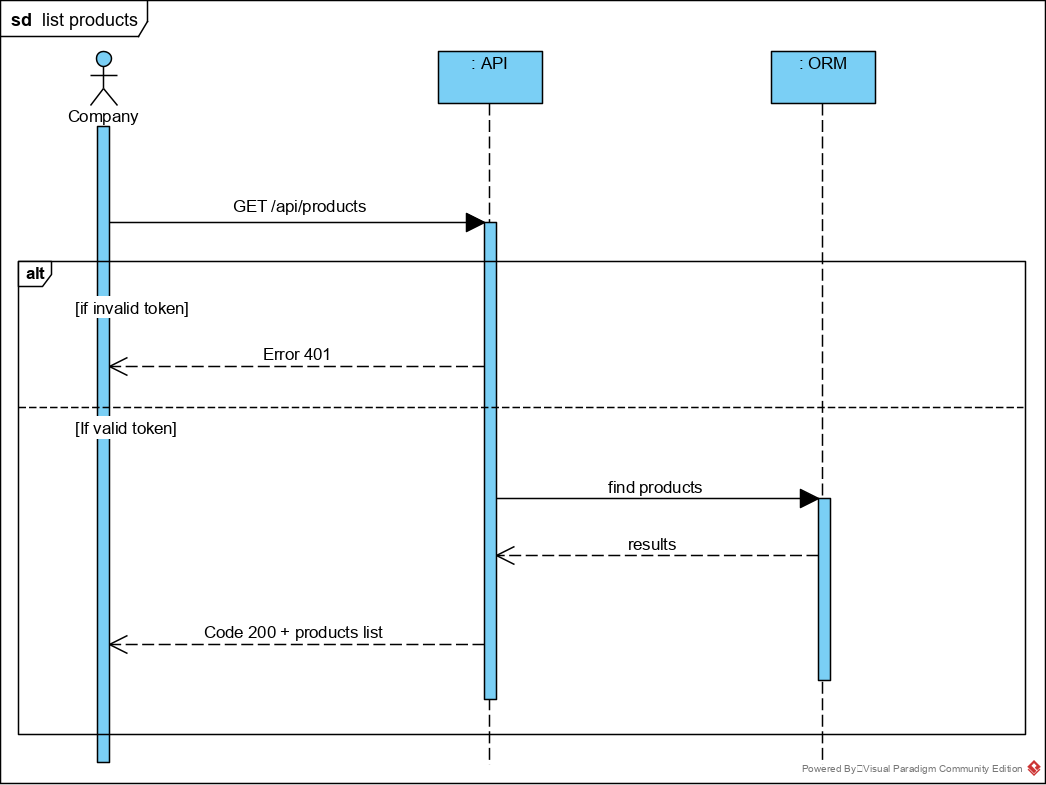 sd list products
Company
: API
: ORM
GET /api/products
alt
[if invalid token]
Error 401
[If valid token]
find products
results
Code 200 + products list
Powered By Visual Paradigm Community Edition